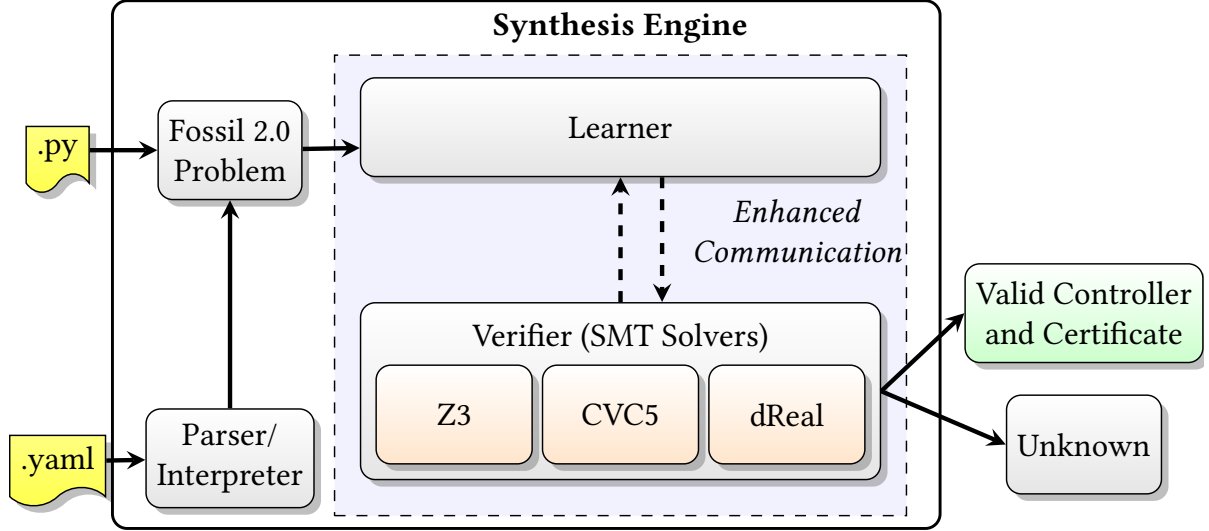 Synthesis Engine
.py
Fossil 2.0
Problem
Learner
Enhanced
Communication
Verifier (SMT Solvers)
Z3
CVC5
dReal
.yaml
Parser/
Interpreter
Valid Controller
and Certificate
Unknown